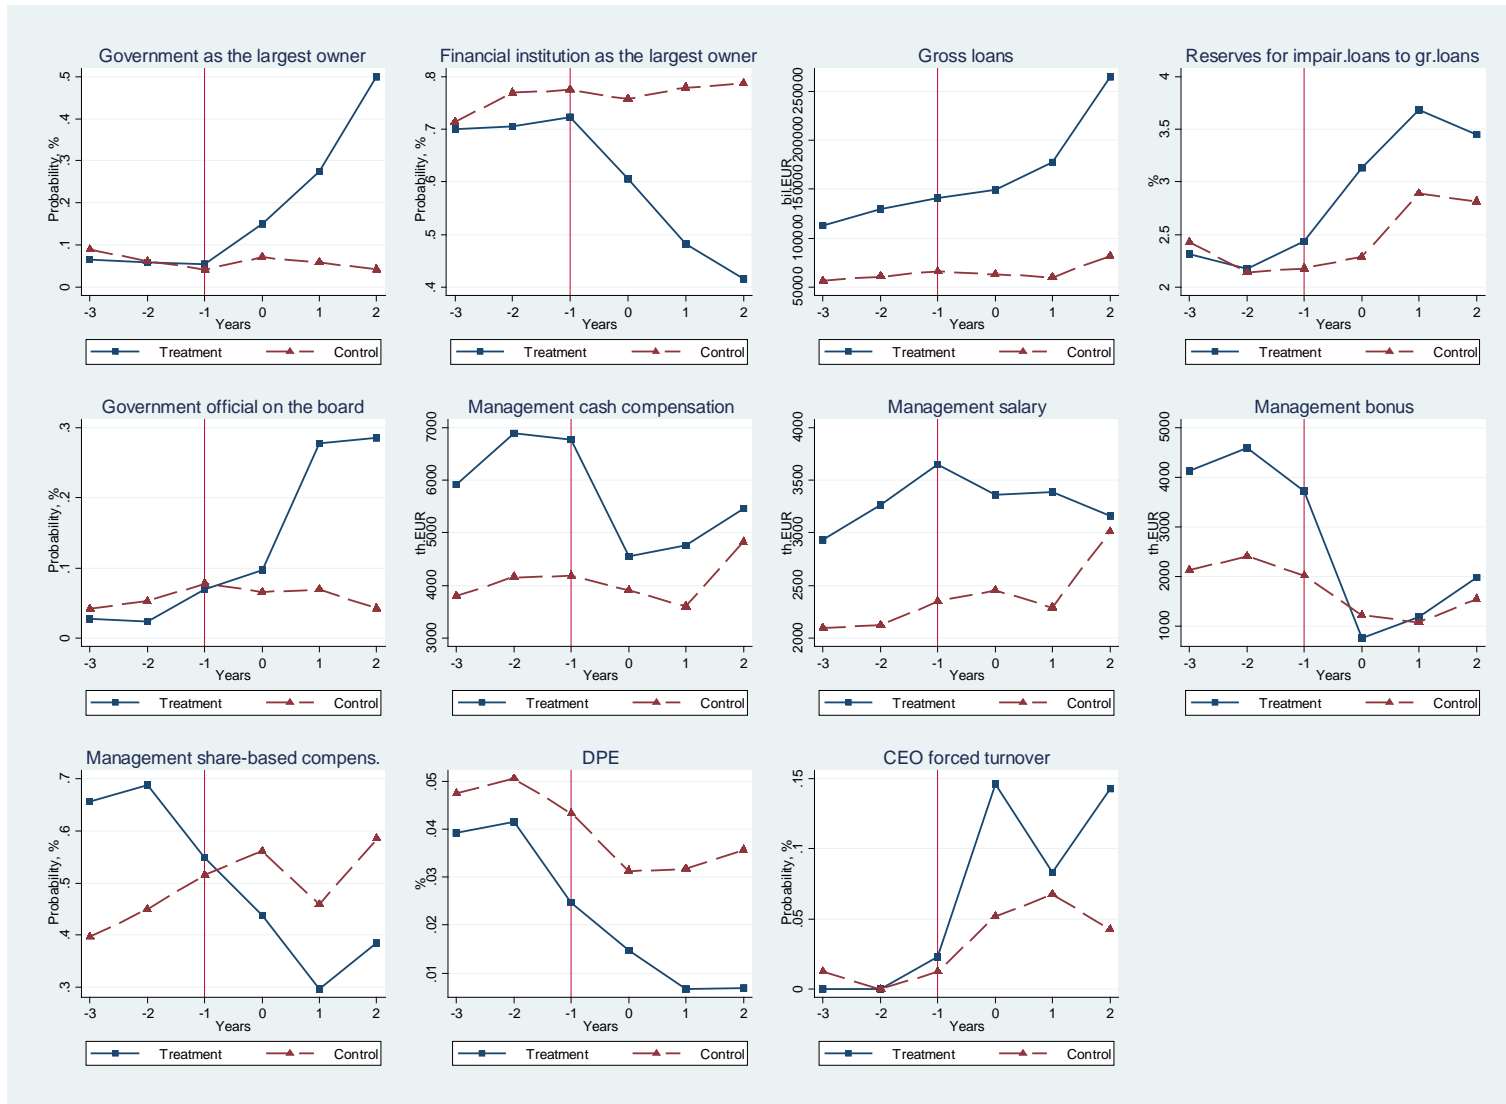 Government as the largest owner
Probability, %
0 .1 .2 .3 .4 .5
-3 -2 -1 0 1 2
Years
Treatment Control
Financial institution as the largest owner
Probability, %
.4 .5 .6 .7 .8
-3 -2 -1 0 1 2
Years
Treatment Control
Gross loans
bil.EUR
50000 100000 150000 200000 250000
-3 -2 -1 0 1 2
Years
Treatment Control
Reserves for impair.loans to gr.loans
%
2 2.5 3 3.5 4
-3 -2 -1 0 1 2
Years
Treatment Control
Government official on the board
Probability, %
0 .1 .2 .3
-3 -2 -1 0 1 2
Years
Treatment Control
Management cash compensation
th.EUR
3000 4000 5000 6000 7000
-3 -2 -1 0 1 2
Years
Treatment Control
Management salary
th.EUR
2000 2500 3000 3500 4000
-3 -2 -1 0 1 2
Years
Treatment Control
Management bonus
th.EUR
1000 2000 3000 4000 5000
-3 -2 -1 0 1 2
Years
Treatment Control
Management share-based compens.
Probability, %
.3 .4 .5 .6 .7
-3 -2 -1 0 1 2
Years
Treatment Control
DPE
%
.01 .02 .03 .04 .05
-3 -2 -1 0 1 2
Years
Treatment Control
CEO forced turnover
Probability, %
0 .05 .1 .15
-3 -2 -1 0 1 2
Years
Treatment Control